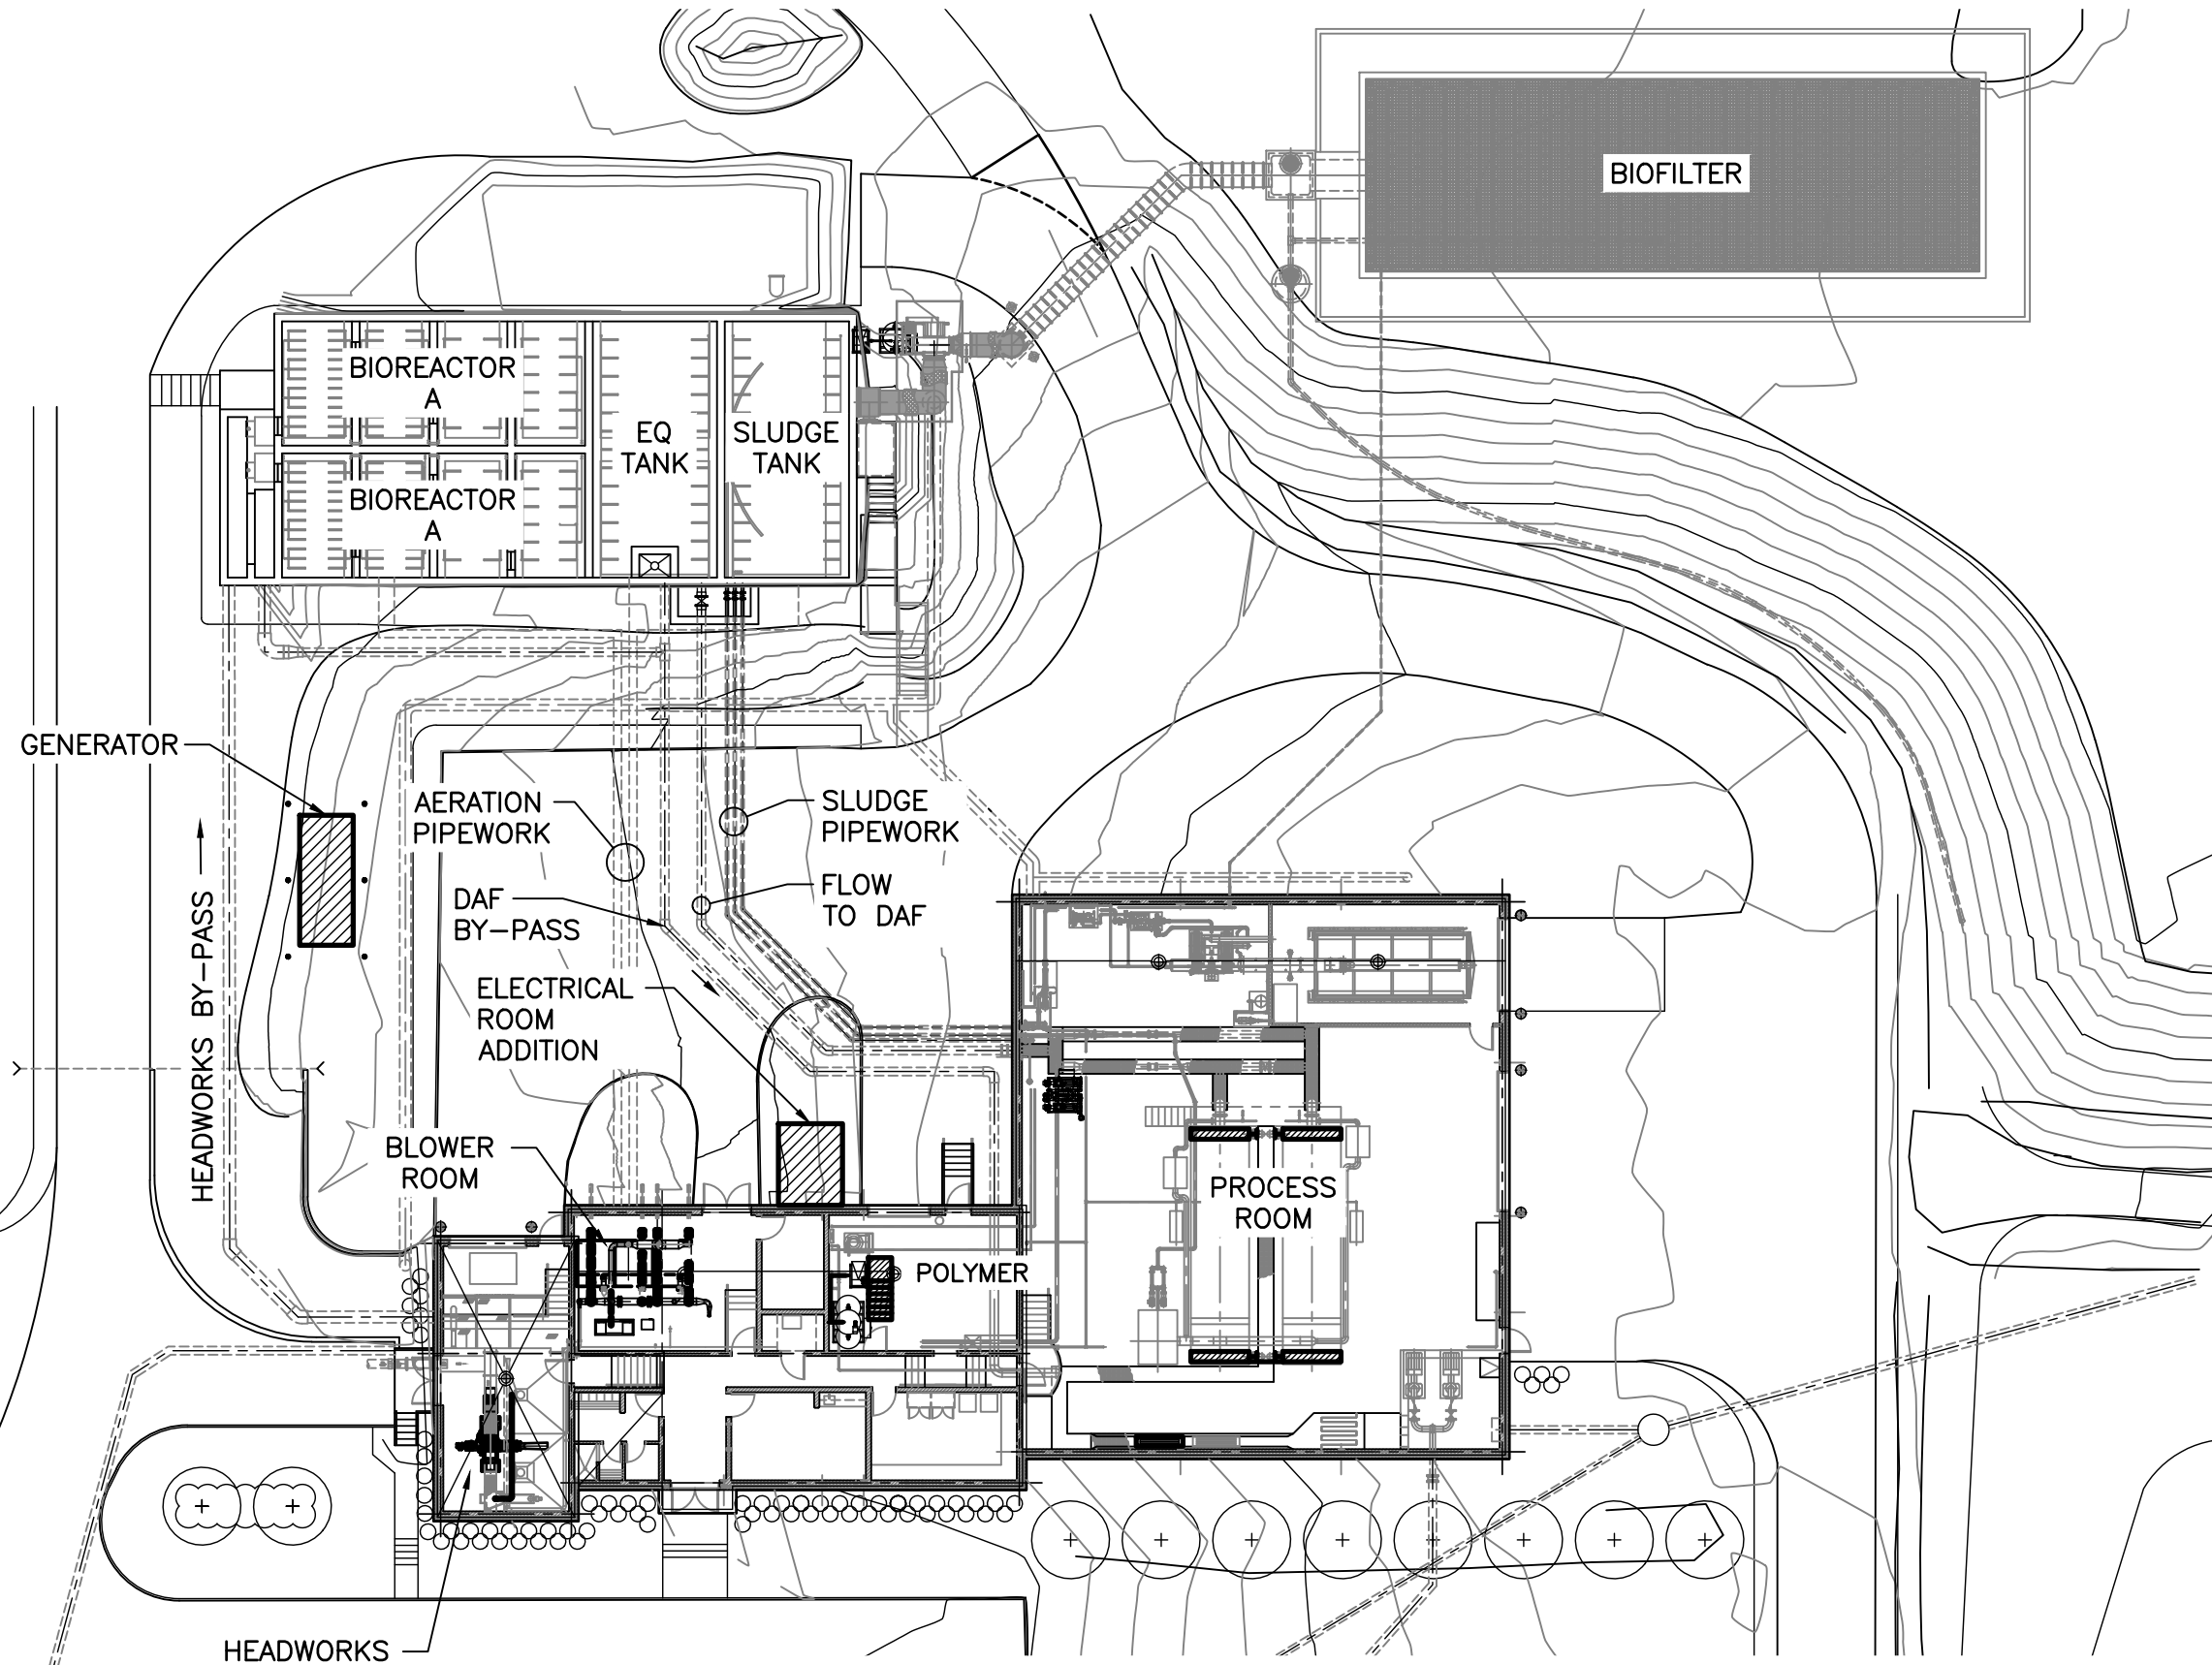 BIOFILTER
BIOREACTOR
A
EQ
TANK
SLUDGE
TANK
BIOREACTOR
A
GENERATOR
AERATION
PIPEWORK
SLUDGE
PIPEWORK
DAF
BY-PASS
FLOW
TO DAF
HEADWORKS BY-PASS
ELECTRICAL
ROOM
ADDITION
BLOWER
ROOM
PROCESS
ROOM
POLYMER
HEADWORKS